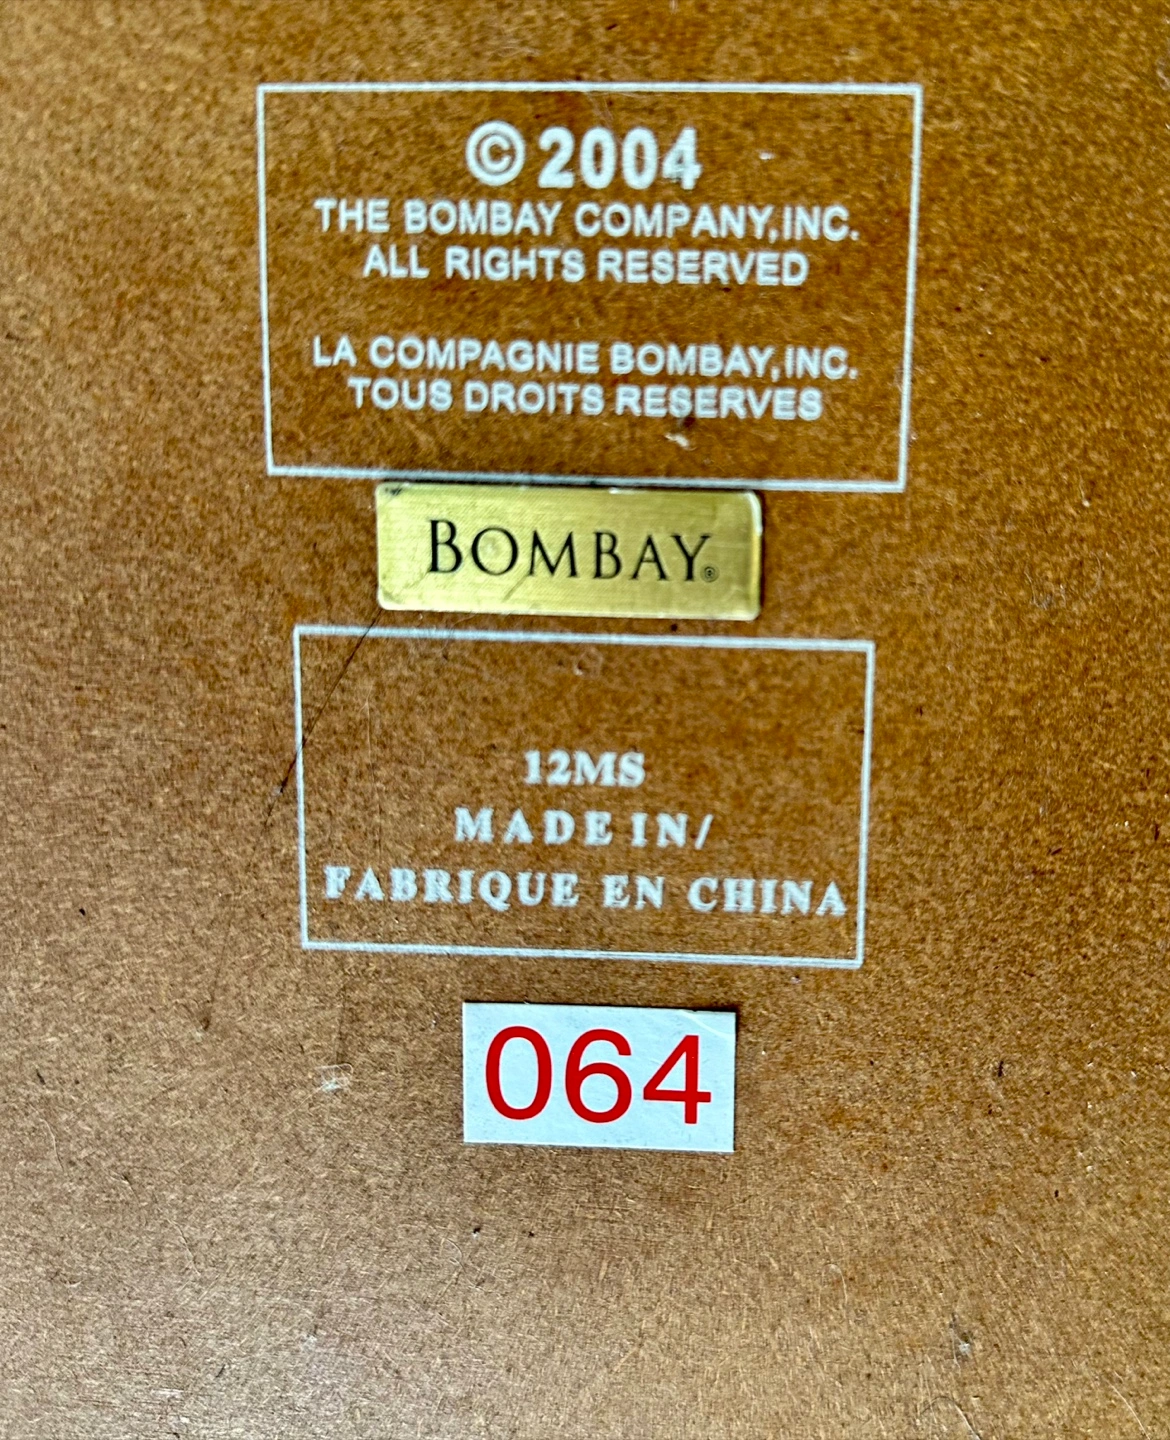 © 2004
THE BOMBAY COMPANY,INC.
ALL RIGHTS RESERVED
LA COMPAGNIE BOMBAY,INC.
TOUS DROITS RESERVES
BOMBAY®
12MS
MADE IN/
FABRIQUE EN CHINA
064